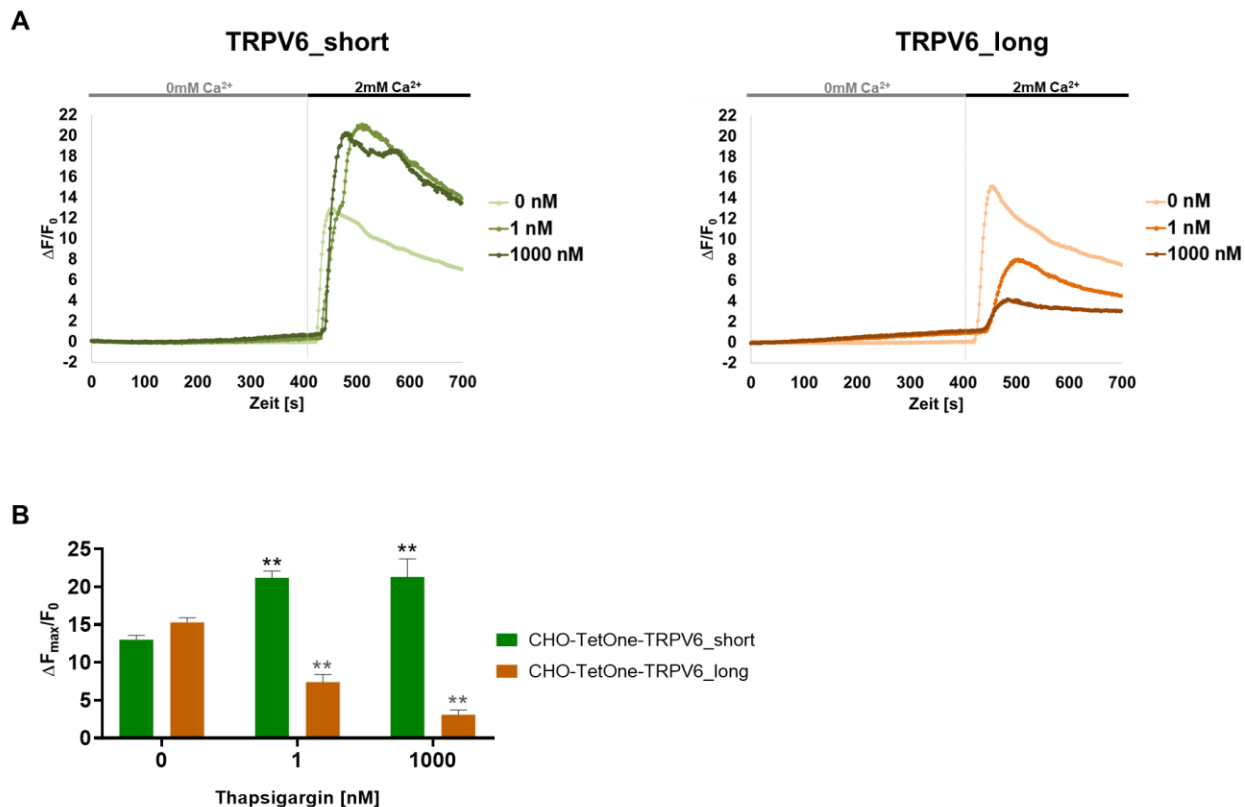 A
TRPV6_short
0mM Ca²⁺ 2mM Ca²⁺
22
20
18
16
14
12
10
8
6
4
2
0
-2
ΔF/F₀
0 100 200 300 400 500 600 700
Zeit [s]
0 nM
1 nM
1000 nM
TRPV6_long
0mM Ca²⁺ 2mM Ca²⁺
22
20
18
16
14
12
10
8
6
4
2
0
-2
ΔF/F₀
0 100 200 300 400 500 600 700
Zeit [s]
0 nM
1 nM
1000 nM
B
25
20
15
10
5
0
ΔFmax/F₀
** ** ** **
0 1 1000
Thapsigargin [nM]
CHO-TetOne-TRPV6_short
CHO-TetOne-TRPV6_long